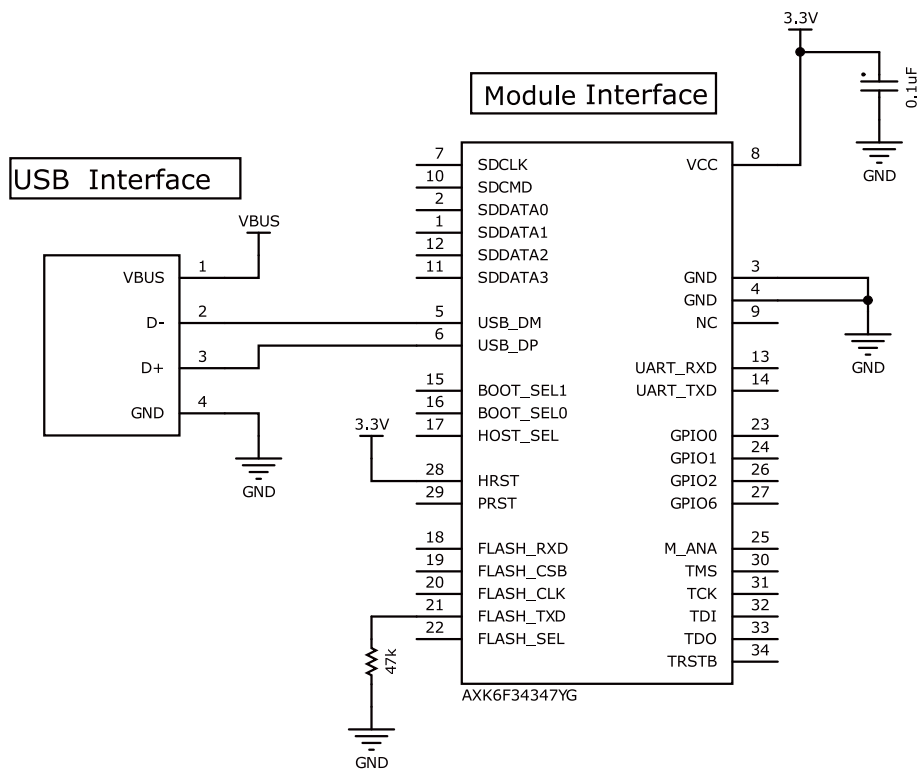 3.3V
0.1uF
GND
Module Interface
USB Interface
VBUS
VBUS 1
D- 2
D+ 3
GND 4
GND
7 SDCLK
10 SDCMD
2 SDDATA0
1 SDDATA1
12 SDDATA2
11 SDDATA3
5 USB_DM
6 USB_DP
15 BOOT_SEL1
16 BOOT_SEL0
17 HOST_SEL
3.3V
28 HRST
29 PRST
18 FLASH_RXD
19 FLASH_CSB
20 FLASH_CLK
21 FLASH_TXD
22 FLASH_SEL
47k
GND
VCC 8
GND 3
GND 4
NC 9
GND
UART_RXD 13
UART_TXD 14
GPIO0 23
GPIO1 24
GPIO2 26
GPIO6 27
M_ANA 25
TMS 30
TCK 31
TDI 32
TDO 33
TRSTB 34
AXK6F34347YG